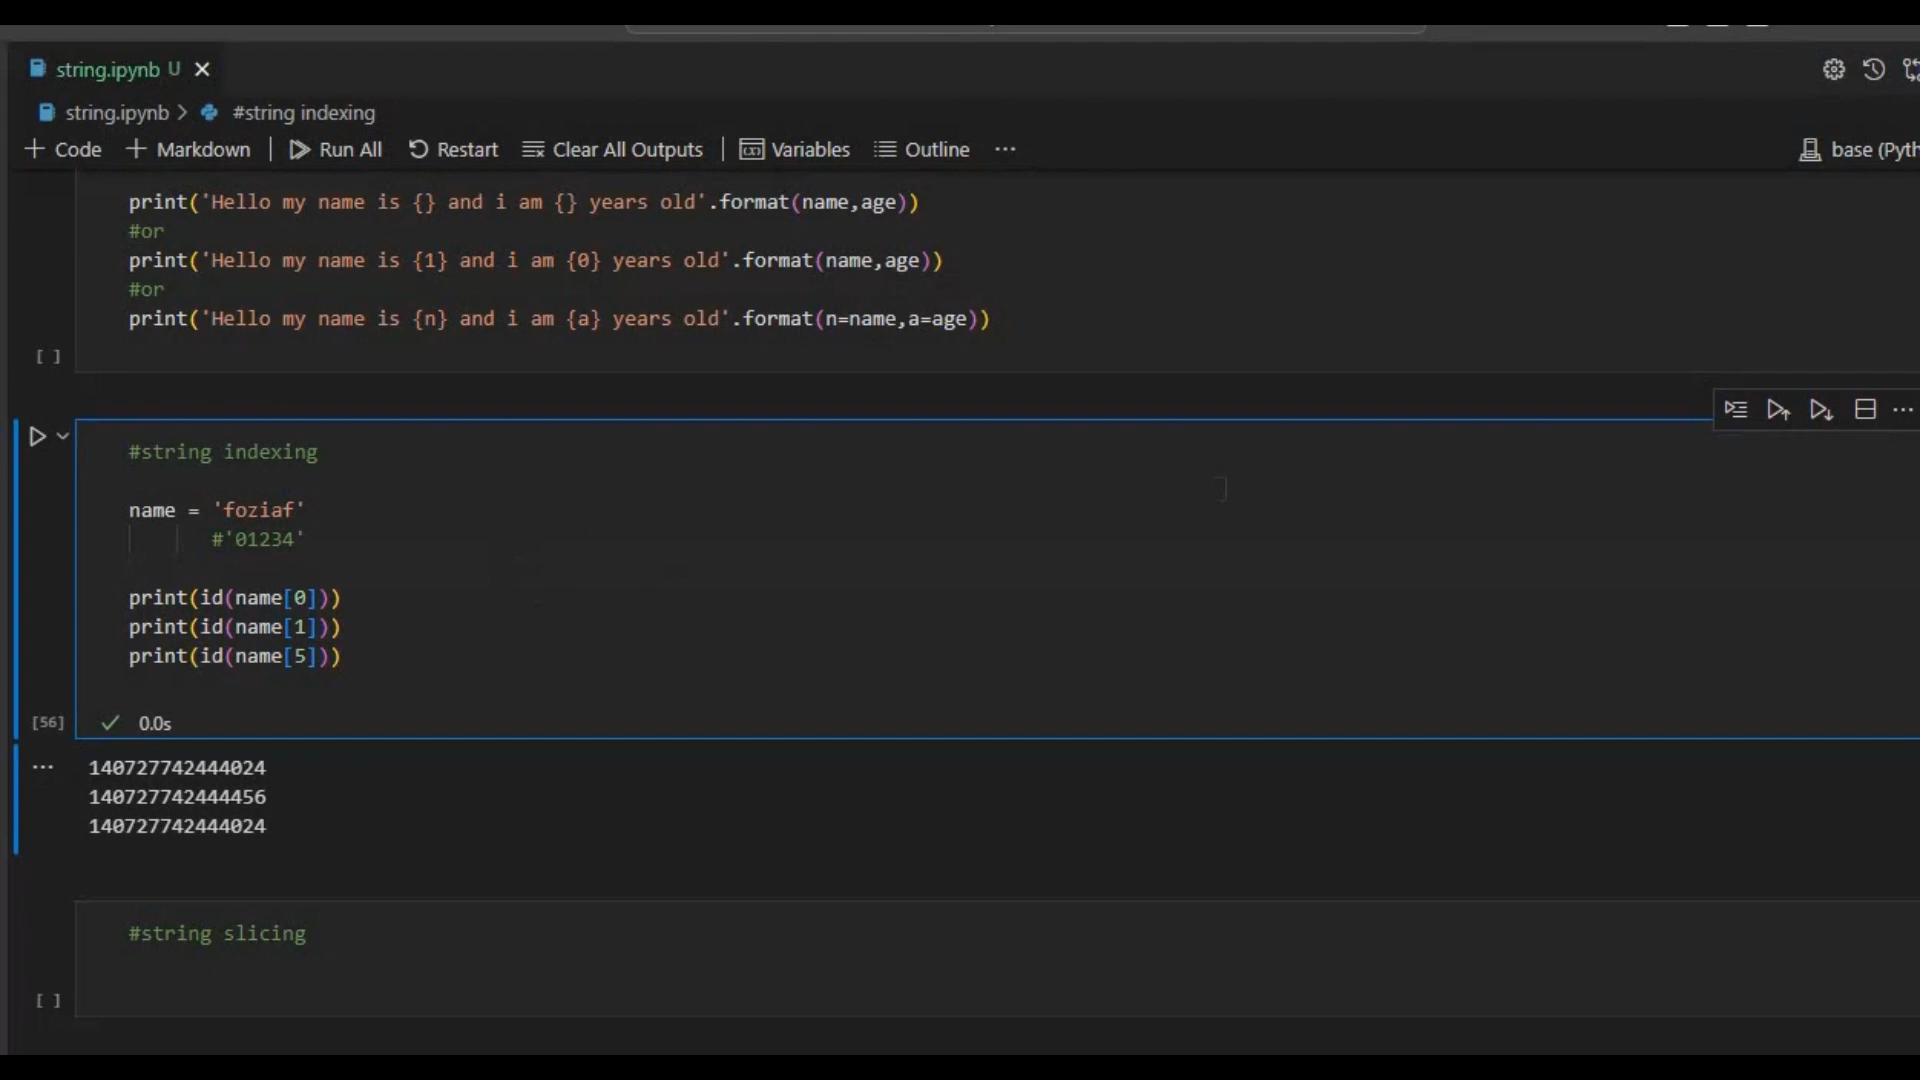 string.ipynb U
string.ipynb > #string indexing
Code Markdown Run All Restart Clear All Outputs Variables Outline ... base (Pyth
print('Hello my name is {} and i am {} years old'.format(name,age))
#or
print('Hello my name is {1} and i am {0} years old'.format(name,age))
#or
print('Hello my name is {n} and i am {a} years old'.format(n=name,a=age))
[ ]
#string indexing
name = 'foziaf'
#'01234'
print(id(name[0]))
print(id(name[1]))
print(id(name[5]))
[56] 0.0s
140727742444024
140727742444456
140727742444024
#string slicing
[ ]